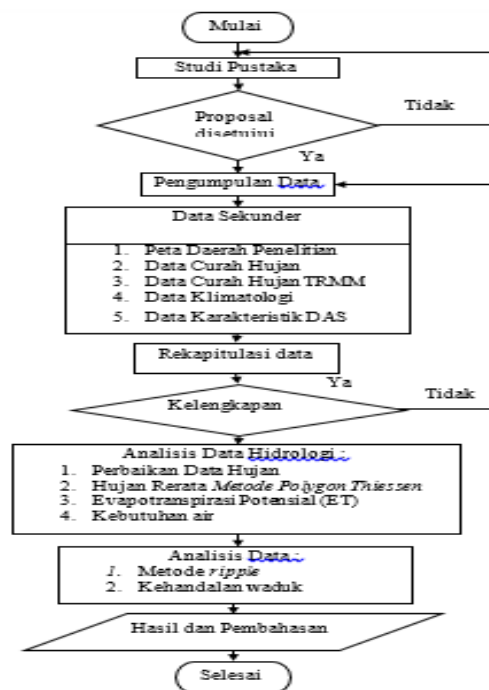 Mulai
Studi Pustaka
Proposal
disetujui
Tidak
Ya
Pengumpulan Data
Data Sekunder
1. Peta Daerah Penelitian
2. Data Curah Hujan
3. Data Curah Hujan TRMM
4. Data Klimatologi
5. Data Karakteristik DAS
Rekapitulasi data
Ya
Kelengkapan
Tidak
Analisis Data Hidrologi :
1. Perbaikan Data Hujan
2. Hujan Rerata Metode Polygon Thiessen
3. Evapotranspirasi Potensial (ET)
4. Kebutuhan air
Analisis Data :
1. Metode ripple
2. Kehandalan waduk
Hasil dan Pembahasan
Selesai